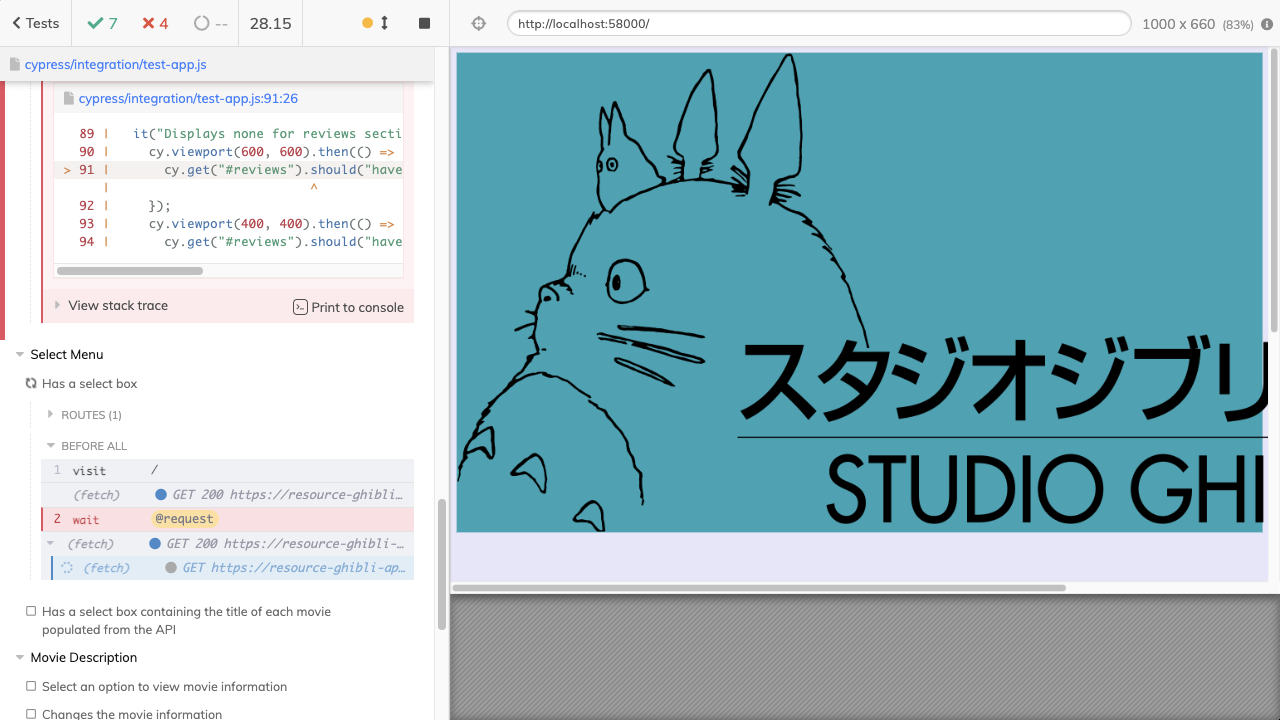 Tests
7
4
--
28.15
http://localhost:58000/
1000 x 660 (83%)
cypress/integration/test-app.js
cypress/integration/test-app.js:91:26
89 | it("Displays none for reviews secti
90 | cy.viewport(600, 600).then(() =>
> 91 | cy.get("#reviews").should("have
| ^
92 | });
93 | cy.viewport(400, 400).then(() =>
94 | cy.get("#reviews").should("have
View stack trace
Print to console
Select Menu
Has a select box
ROUTES (1)
BEFORE ALL
1 visit /
(fetch) GET 200 https://resource-ghibli…
2 wait @request
(fetch) GET 200 https://resource-ghibli-…
(fetch) GET https://resource-ghibli-ap…
Has a select box containing the title of each movie
populated from the API
Movie Description
Select an option to view movie information
Changes the movie information
スタジオジブリ
STUDIO GHI